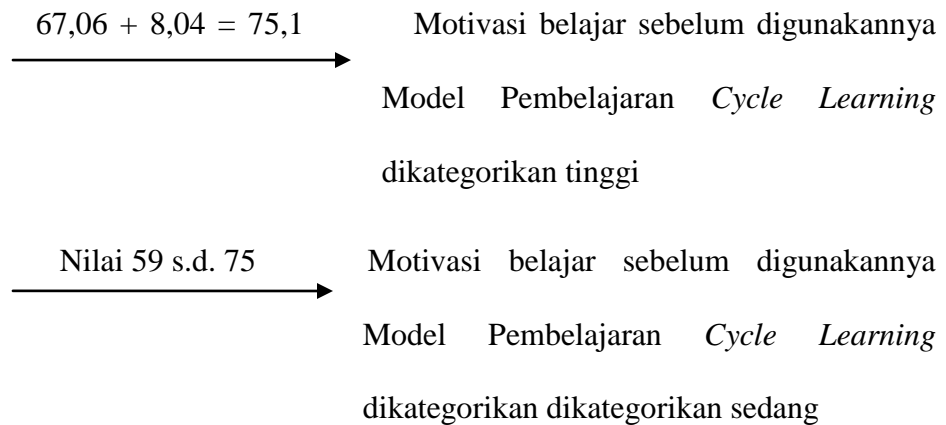 67,06 + 8,04 = 75,1 Motivasi belajar sebelum digunakannya
Model Pembelajaran Cycle Learning
dikategorikan tinggi
Nilai 59 s.d. 75 Motivasi belajar sebelum digunakannya
Model Pembelajaran Cycle Learning
dikategorikan dikategorikan sedang